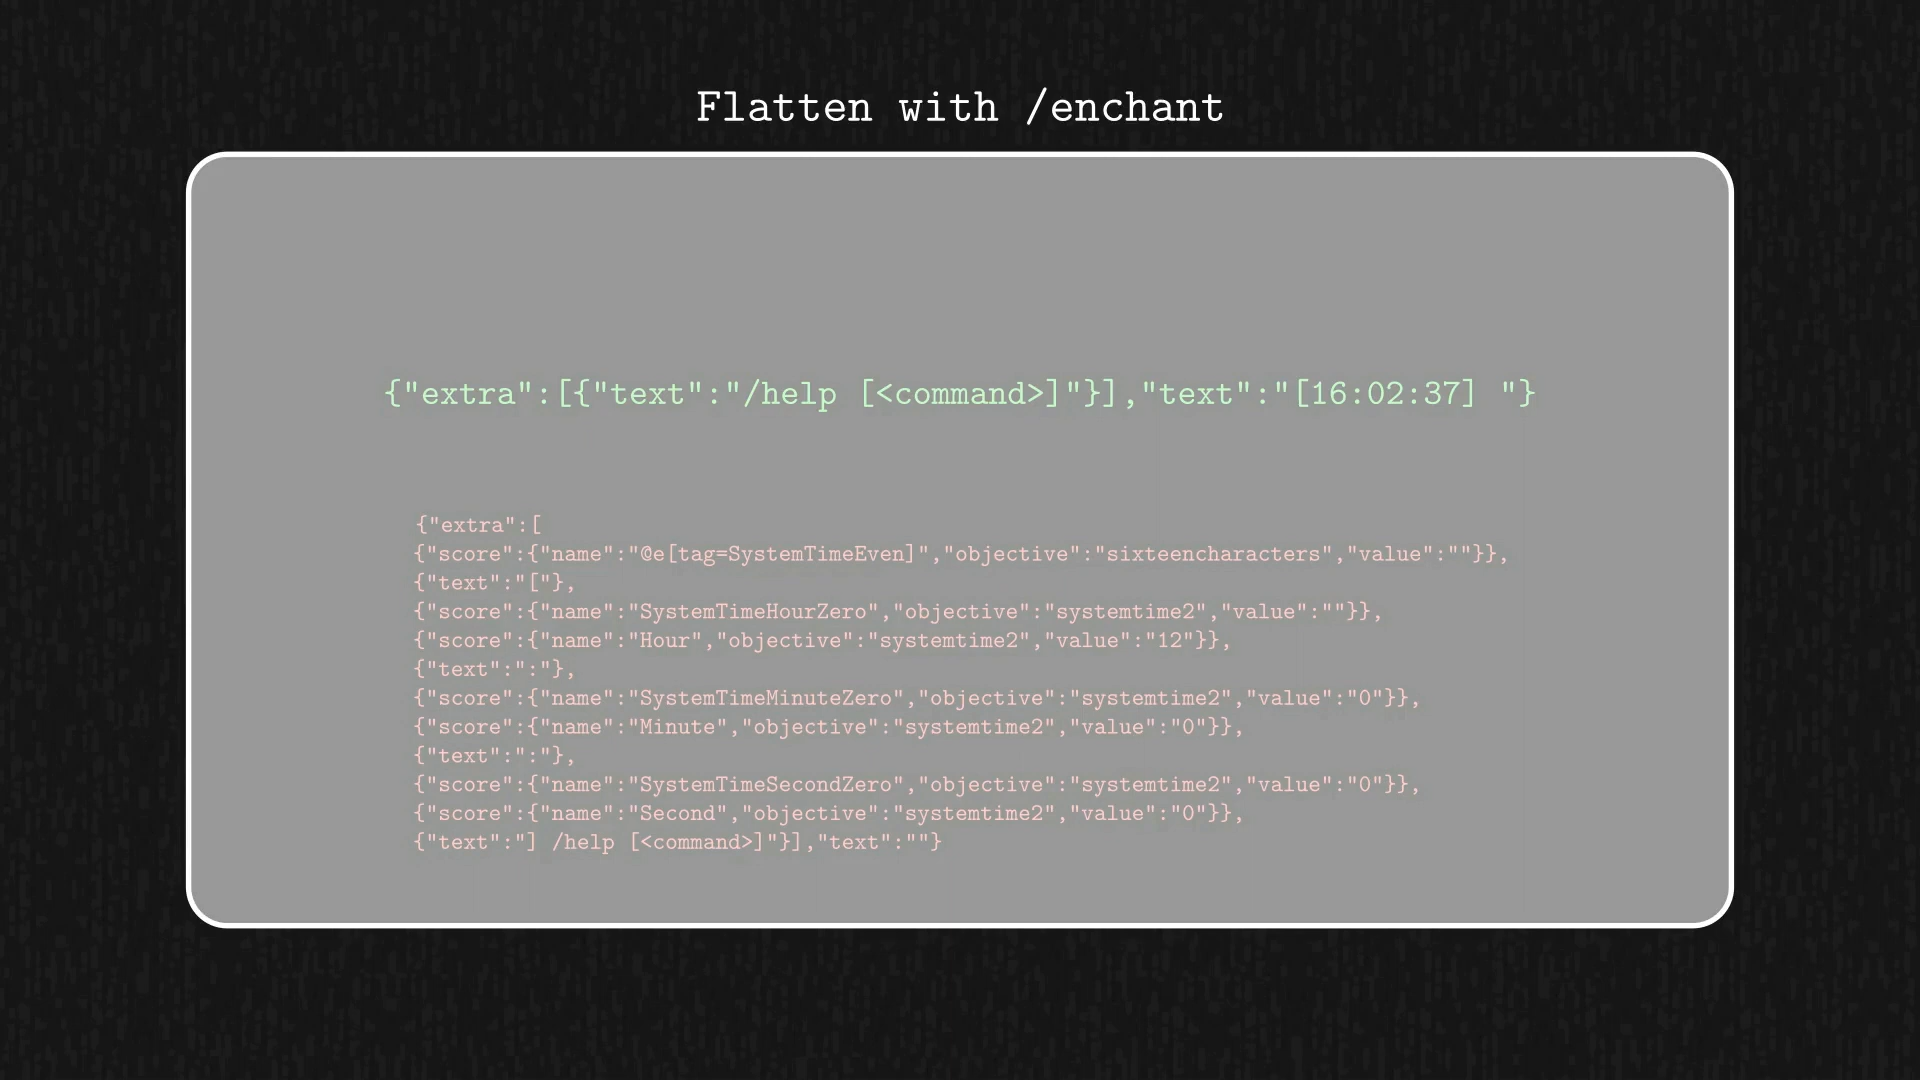 Flatten with /enchant
{"extra":[{"text":"/help [<command>]"}],"text":"[16:02:37] "}
{"extra":[
{"score":{"name":"@e[tag=SystemTimeEven]","objective":"sixteencharacters","value":""}},
{"text":"["},
{"score":{"name":"SystemTimeHourZero","objective":"systemtime2","value":""}},
{"score":{"name":"Hour","objective":"systemtime2","value":"12"}},
{"text":":"},
{"score":{"name":"SystemTimeMinuteZero","objective":"systemtime2","value":"0"}},
{"score":{"name":"Minute","objective":"systemtime2","value":"0"}},
{"text":":"},
{"score":{"name":"SystemTimeSecondZero","objective":"systemtime2","value":"0"}},
{"score":{"name":"Second","objective":"systemtime2","value":"0"}},
{"text":"] /help [<command>]"}],"text":""}